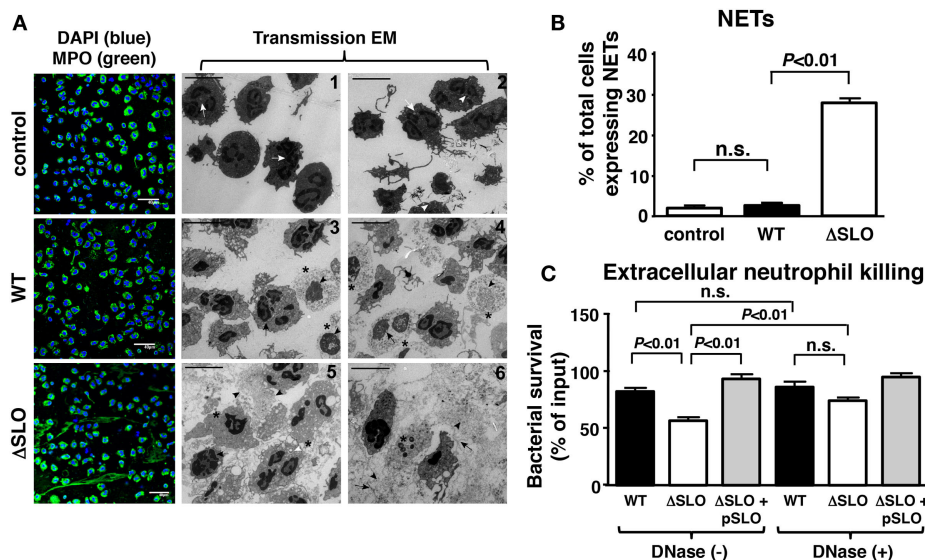 A
DAPI (blue)
MPO (green)
Transmission EM
control
1
2
40µm
WT
3
4
*
*
*
*
*
40µm
ΔSLO
5
6
*
*
*
B
NETs
% of total cells
expressing NETs
40
30
20
10
0
n.s.
P<0.01
control
WT
ΔSLO
C
Extracellular neutrophil killing
Bacterial survival
(% of input)
150
100
50
0
n.s.
P<0.01
P<0.01
P<0.01
n.s.
WT
ΔSLO
ΔSLO +
pSLO
WT
ΔSLO
ΔSLO +
pSLO
DNase (-)
DNase (+)